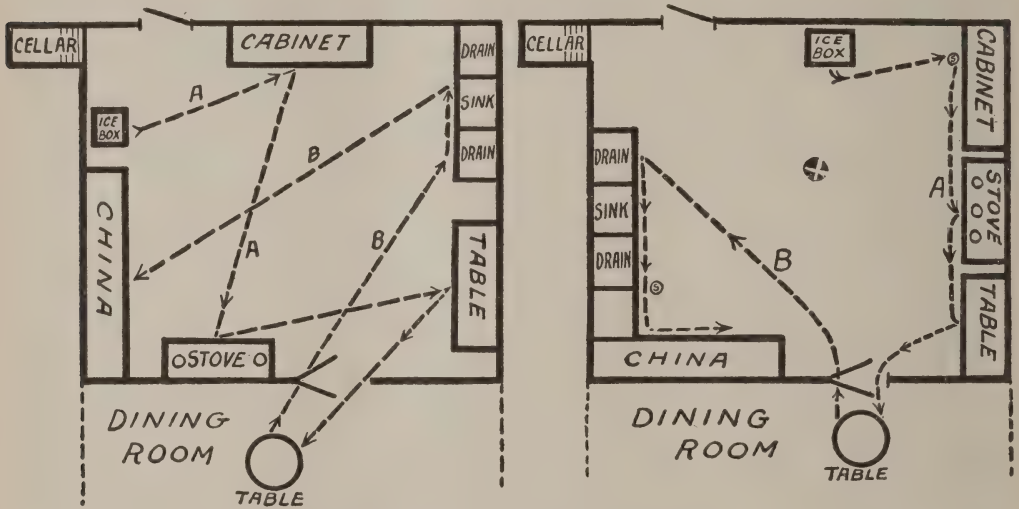 CELLAR
CABINET
DRAIN
A
ICE
BOX
SINK
B
DRAIN
CHINA
A
B
TABLE
STOVE
DINING
ROOM
TABLE
CELLAR
ICE
BOX
S
CABINET
DRAIN
A
STOVE
SINK
DRAIN
B
S
TABLE
CHINA
DINING
ROOM
TABLE